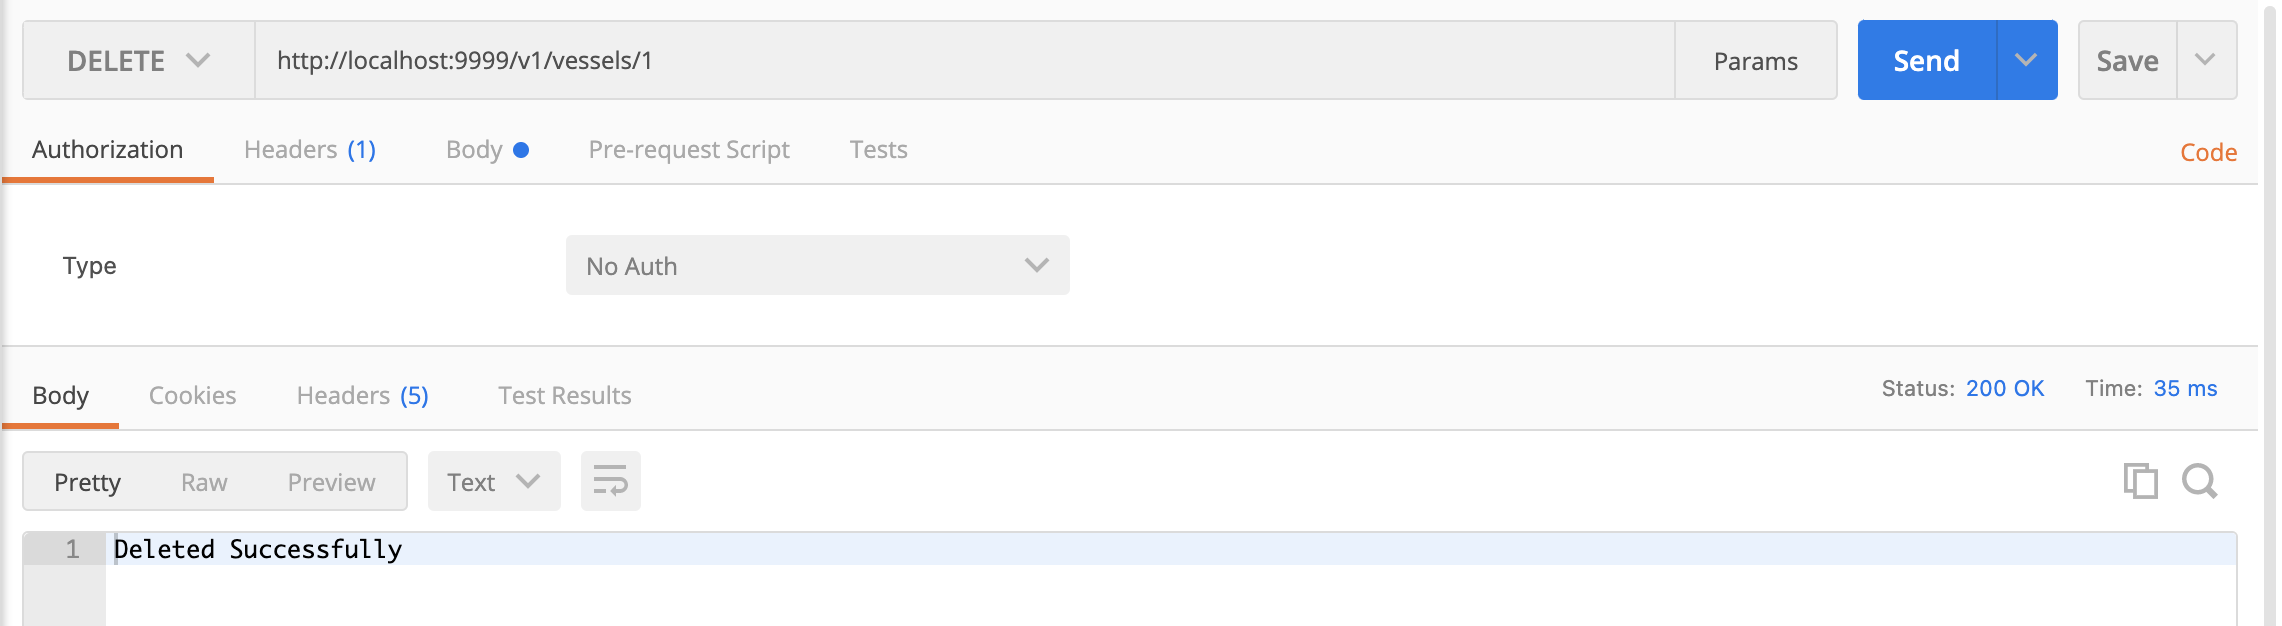 DELETE http://localhost:9999/v1/vessels/1 Params Send Save
Authorization Headers (1) Body Pre-request Script Tests Code
Type No Auth
Body Cookies Headers (5) Test Results Status: 200 OK Time: 35 ms
Pretty Raw Preview Text
1 Deleted Successfully